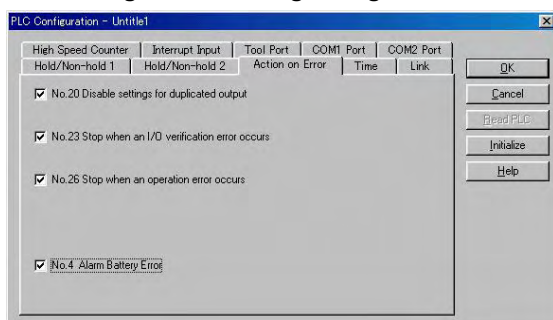 PLC Configuration - Untitle1
High Speed Counter Interrupt Input Tool Port COM1 Port COM2 Port
Hold/Non-hold 1 Hold/Non-hold 2 Action on Error Time Link
No.20 Disable settings for duplicated output
No.23 Stop when an I/O verification error occurs
No.26 Stop when an operation error occurs
No.4 Alarm Battery Error
OK
Cancel
Read PLC
Initialize
Help